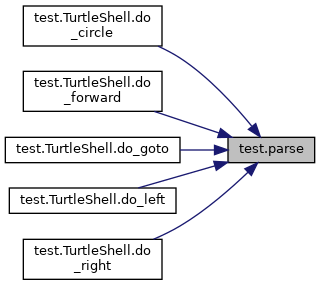 test.TurtleShell.do
_circle
test.TurtleShell.do
_forward
test.TurtleShell.do_goto
test.parse
test.TurtleShell.do_left
test.TurtleShell.do
_right